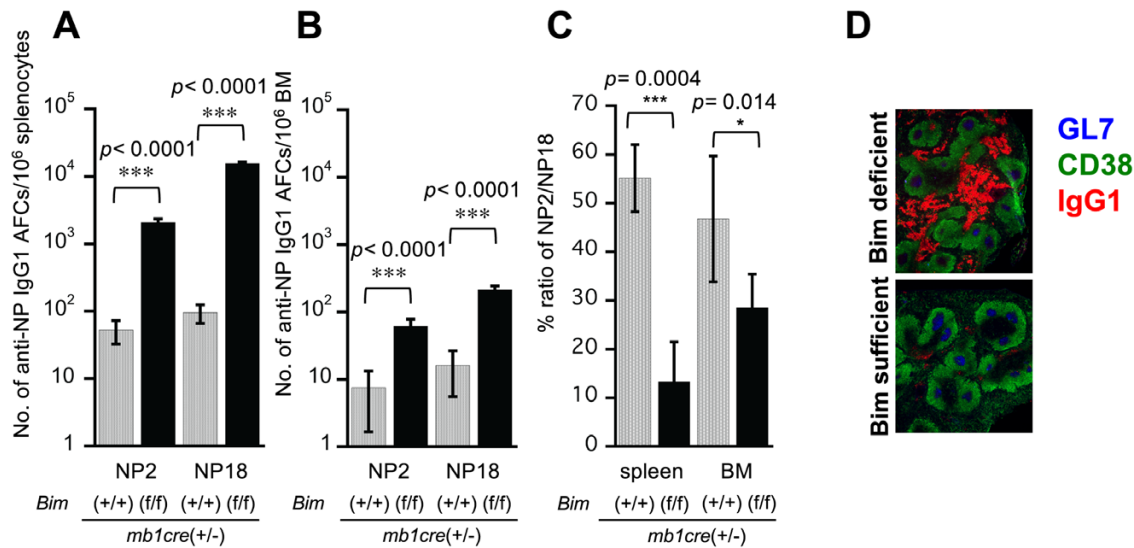 A
No. of anti-NP IgG1 AFCs/10⁶ splenocytes
10⁵
10⁴
10³
10²
10
1
p< 0.0001
***
p< 0.0001
***
NP2 NP18
Bim (+/+) (f/f) (+/+) (f/f)
mb1cre(+/-)
B
No. of anti-NP IgG1 AFCs/10⁶ BM
10⁵
10⁴
10³
10²
10
1
p< 0.0001
***
p< 0.0001
***
NP2 NP18
Bim (+/+) (f/f) (+/+) (f/f)
mb1cre(+/-)
C
% ratio of NP2/NP18
70
60
50
40
30
20
10
0
p= 0.0004
***
p= 0.014
*
spleen BM
Bim (+/+) (f/f) (+/+) (f/f)
mb1cre(+/-)
D
Bim deficient
Bim sufficient
GL7
CD38
IgG1